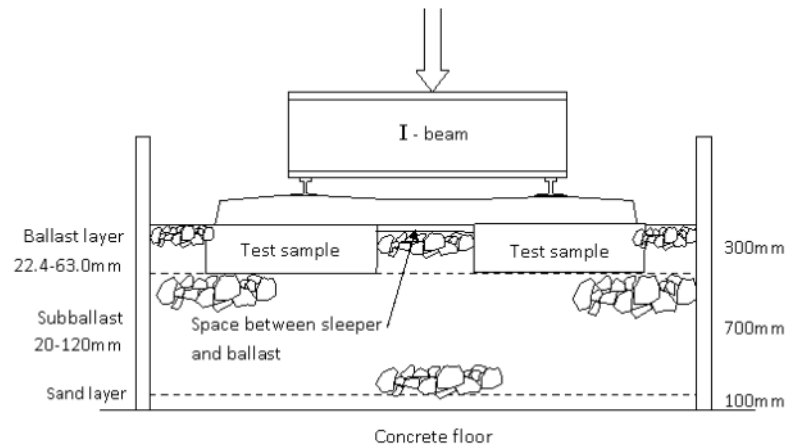 I - beam
Ballast layer
22.4-63.0mm
Test sample
Test sample
300mm
Subballast
20-120mm
Space between sleeper
and ballast
700mm
Sand layer
100mm
Concrete floor